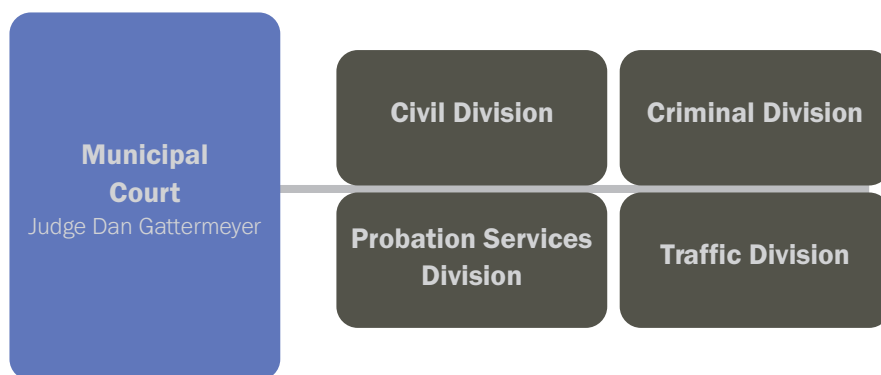 Municipal
Court
Judge Dan Gattermeyer
Civil Division
Criminal Division
Probation Services
Division
Traffic Division